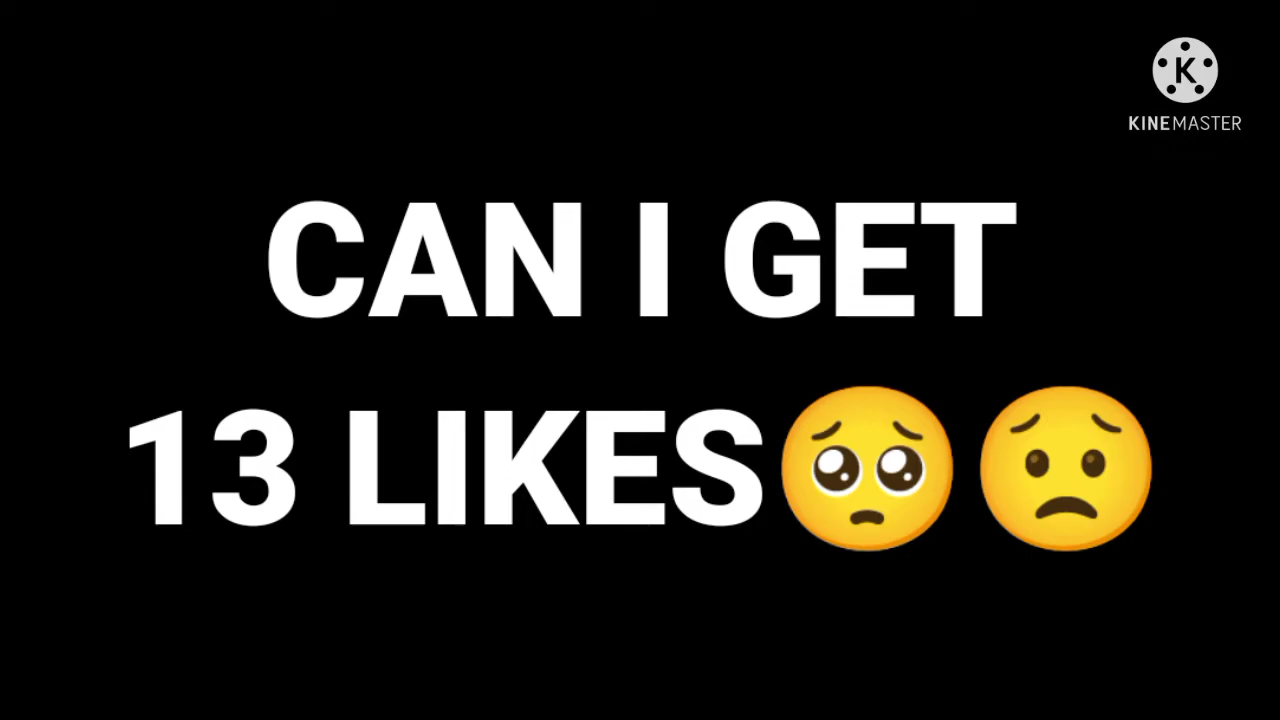 K
KINEMASTER
CAN I GET
13 LIKES🥺😟